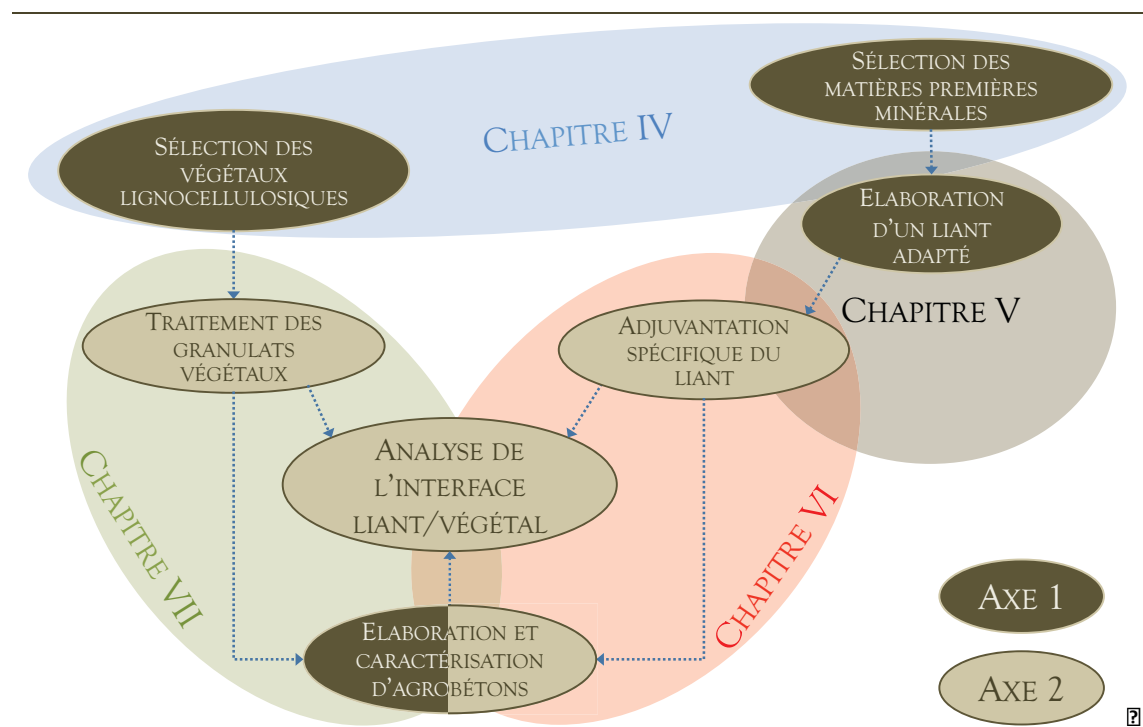 SÉLECTION DES
MATIÈRES PREMIÈRES
MINÉRALES
CHAPITRE IV
SÉLECTION DES
VÉGÉTAUX
LIGNOCELLULOSIQUES
ELABORATION
D'UN LIANT
ADAPTÉ
CHAPITRE V
TRAITEMENT DES
GRANULATS
VÉGÉTAUX
ADJUVANTATION
SPÉCIFIQUE DU
LIANT
ANALYSE DE
L'INTERFACE
LIANT/VÉGÉTAL
CHAPITRE VII
CHAPITRE VI
ELABORATION ET
CARACTÉRISATION
D'AGROBÉTONS
AXE 1
AXE 2